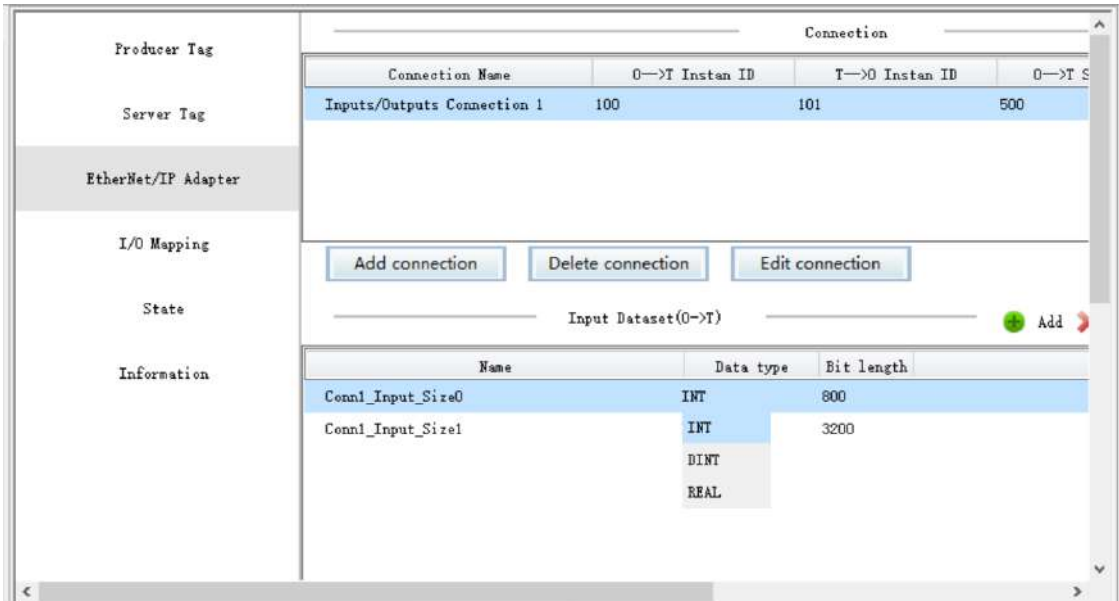 Producer Tag
Server Tag
EtherNet/IP Adapter
I/O Mapping
State
Information
Connection
Connection Name O—>T Instan ID T—>O Instan ID O—>T S
Inputs/Outputs Connection 1 100 101 500
Add connection Delete connection Edit connection
Input Dataset(O->T) Add
Name Data type Bit length
Conn1_Input_Size0 INT 800
Conn1_Input_Size1 INT 3200
DINT
REAL